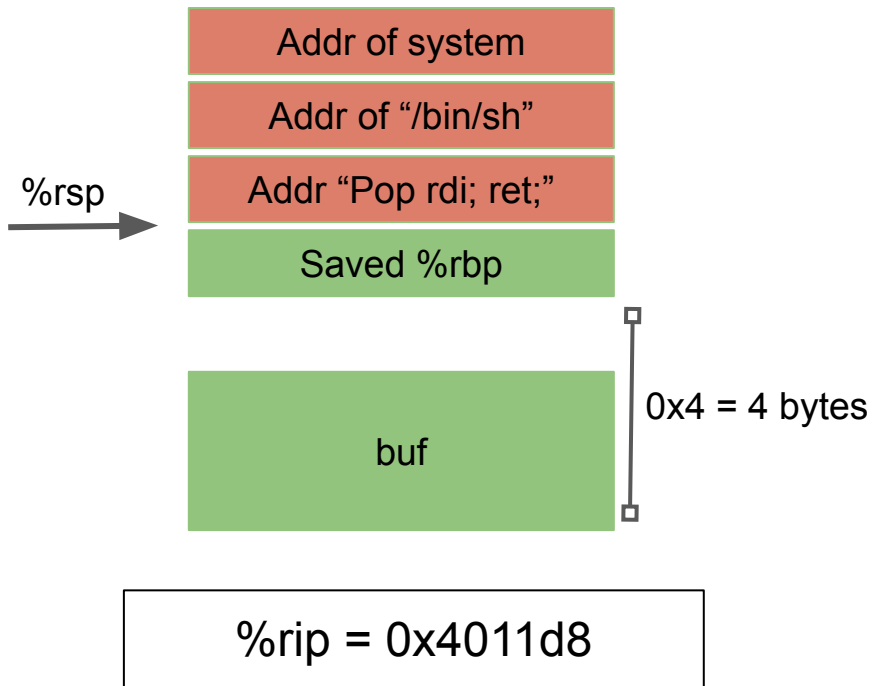 Addr of system
Addr of “/bin/sh”
%rsp
Addr “Pop rdi; ret;”
Saved %rbp
0x4 = 4 bytes
buf
%rip = 0x4011d8